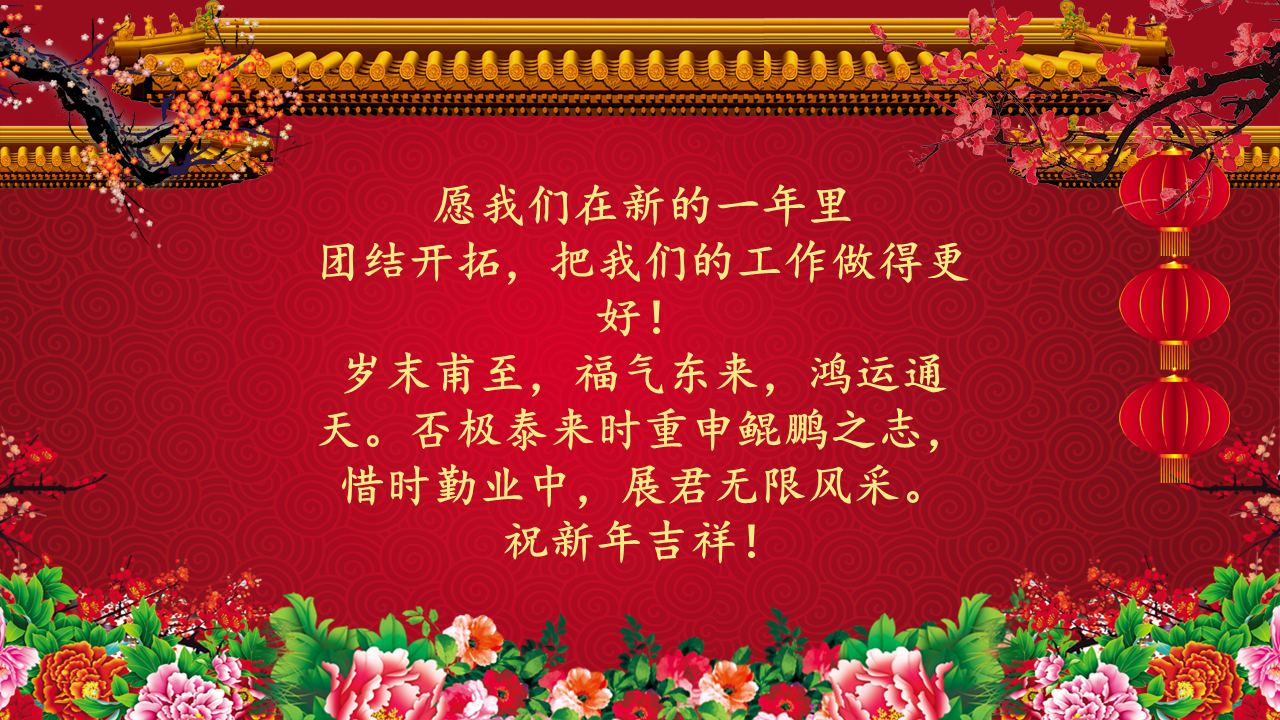 愿我们在新的一年里
团结开拓，把我们的工作做得更
好！
岁末甫至，福气东来，鸿运通
天。否极泰来时重申鲲鹏之志，
惜时勤业中，展君无限风采。
祝新年吉祥！